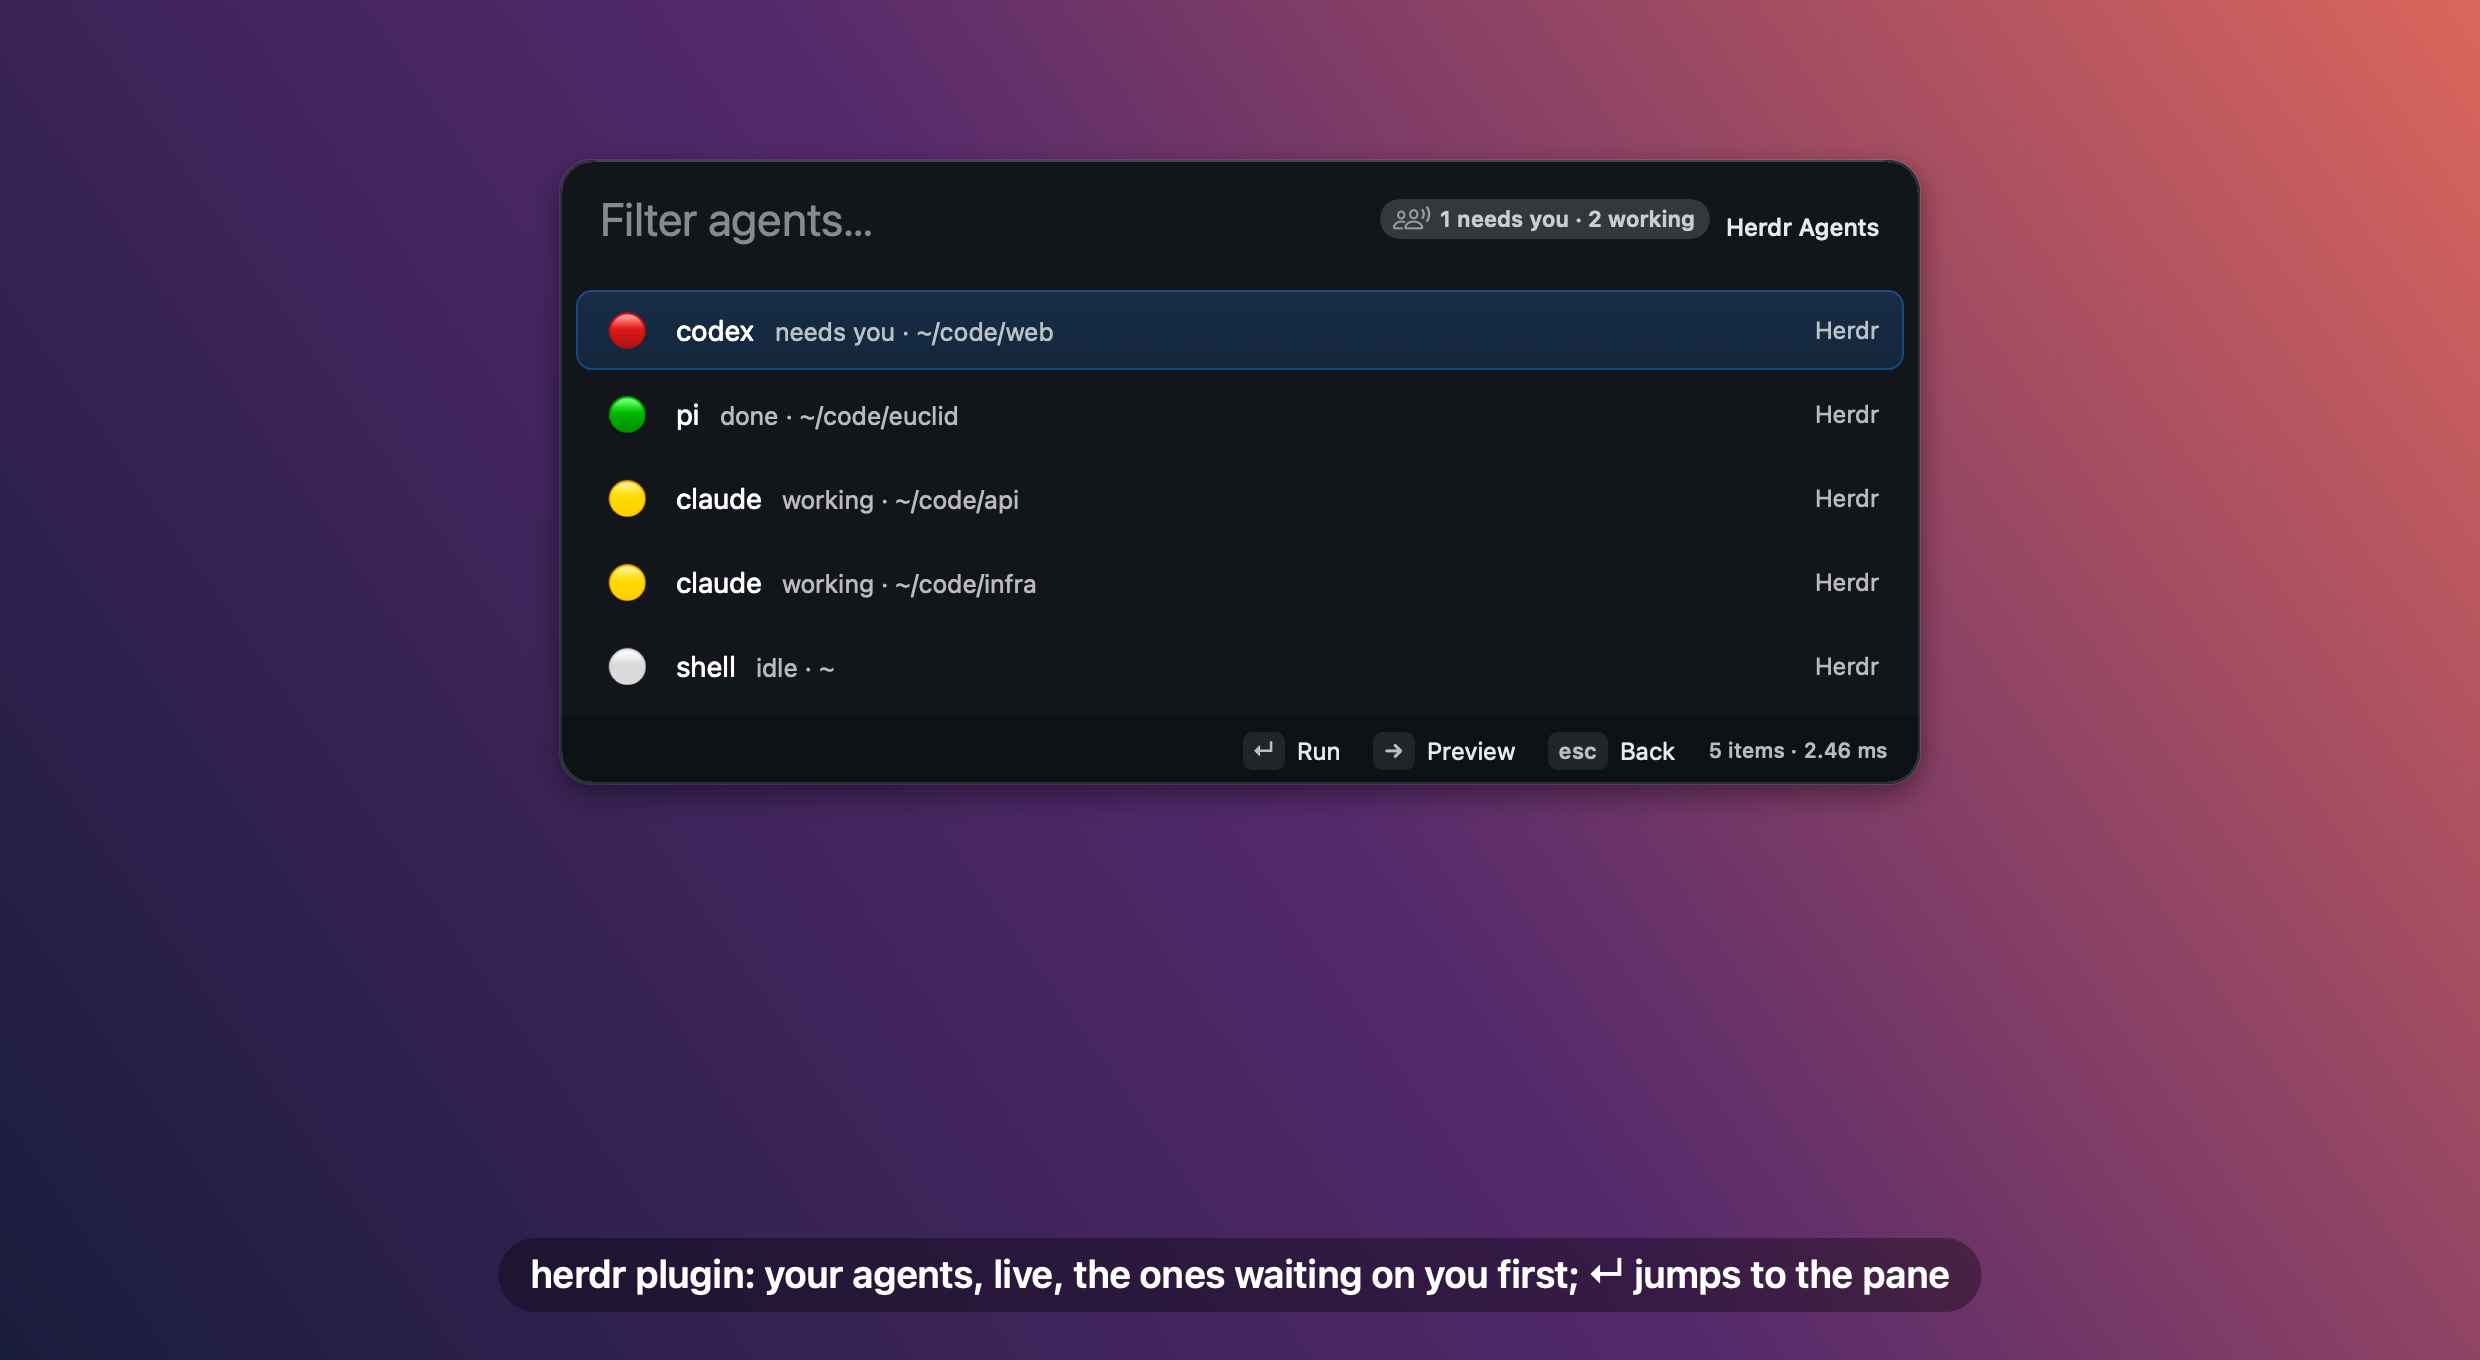 Filter agents...
1 needs you · 2 working
Herdr Agents
codex needs you · ~/code/web Herdr
pi done · ~/code/euclid Herdr
claude working · ~/code/api Herdr
claude working · ~/code/infra Herdr
shell idle · ~ Herdr
↵ Run → Preview esc Back 5 items · 2.46 ms
herdr plugin: your agents, live, the ones waiting on you first; ↵ jumps to the pane